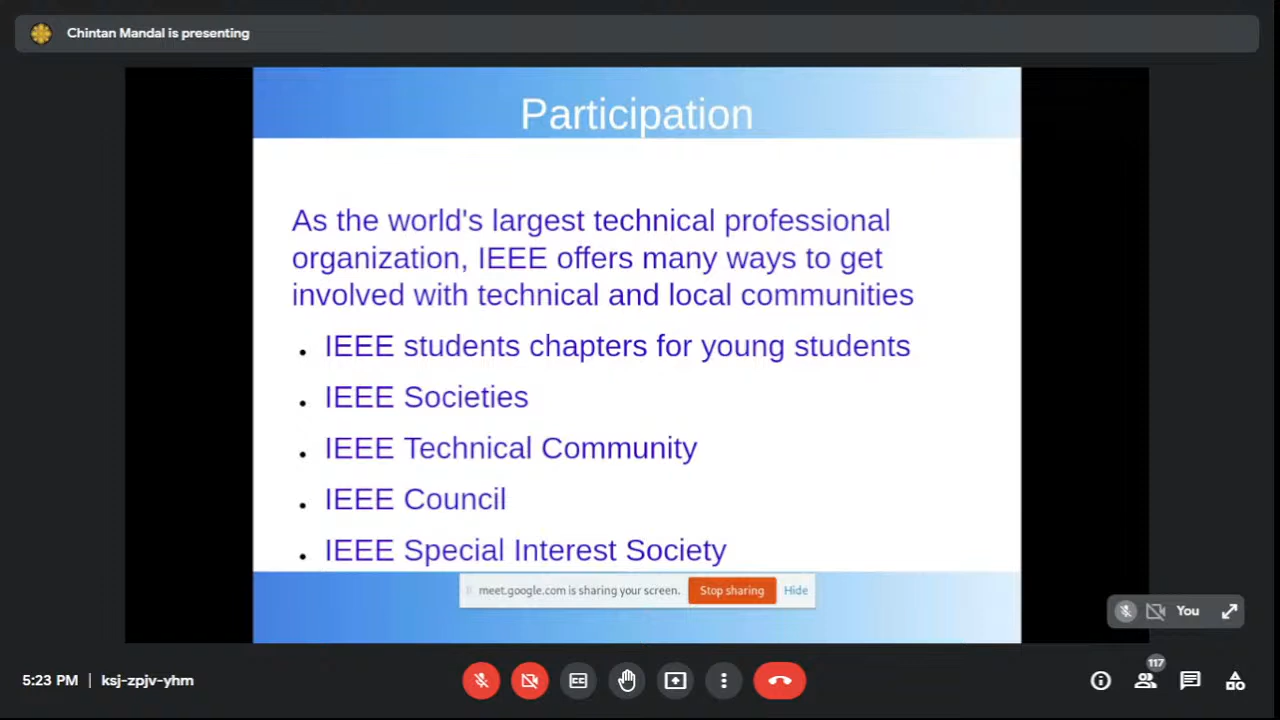 Chintan Mandal is presenting
Participation
As the world's largest technical professional
organization, IEEE offers many ways to get
involved with technical and local communities
• IEEE students chapters for young students
• IEEE Societies
• IEEE Technical Community
• IEEE Council
• IEEE Special Interest Society
meet.google.com is sharing your screen. Stop sharing Hide
You
5:23 PM | ksj-zpjv-yhm
CC
117